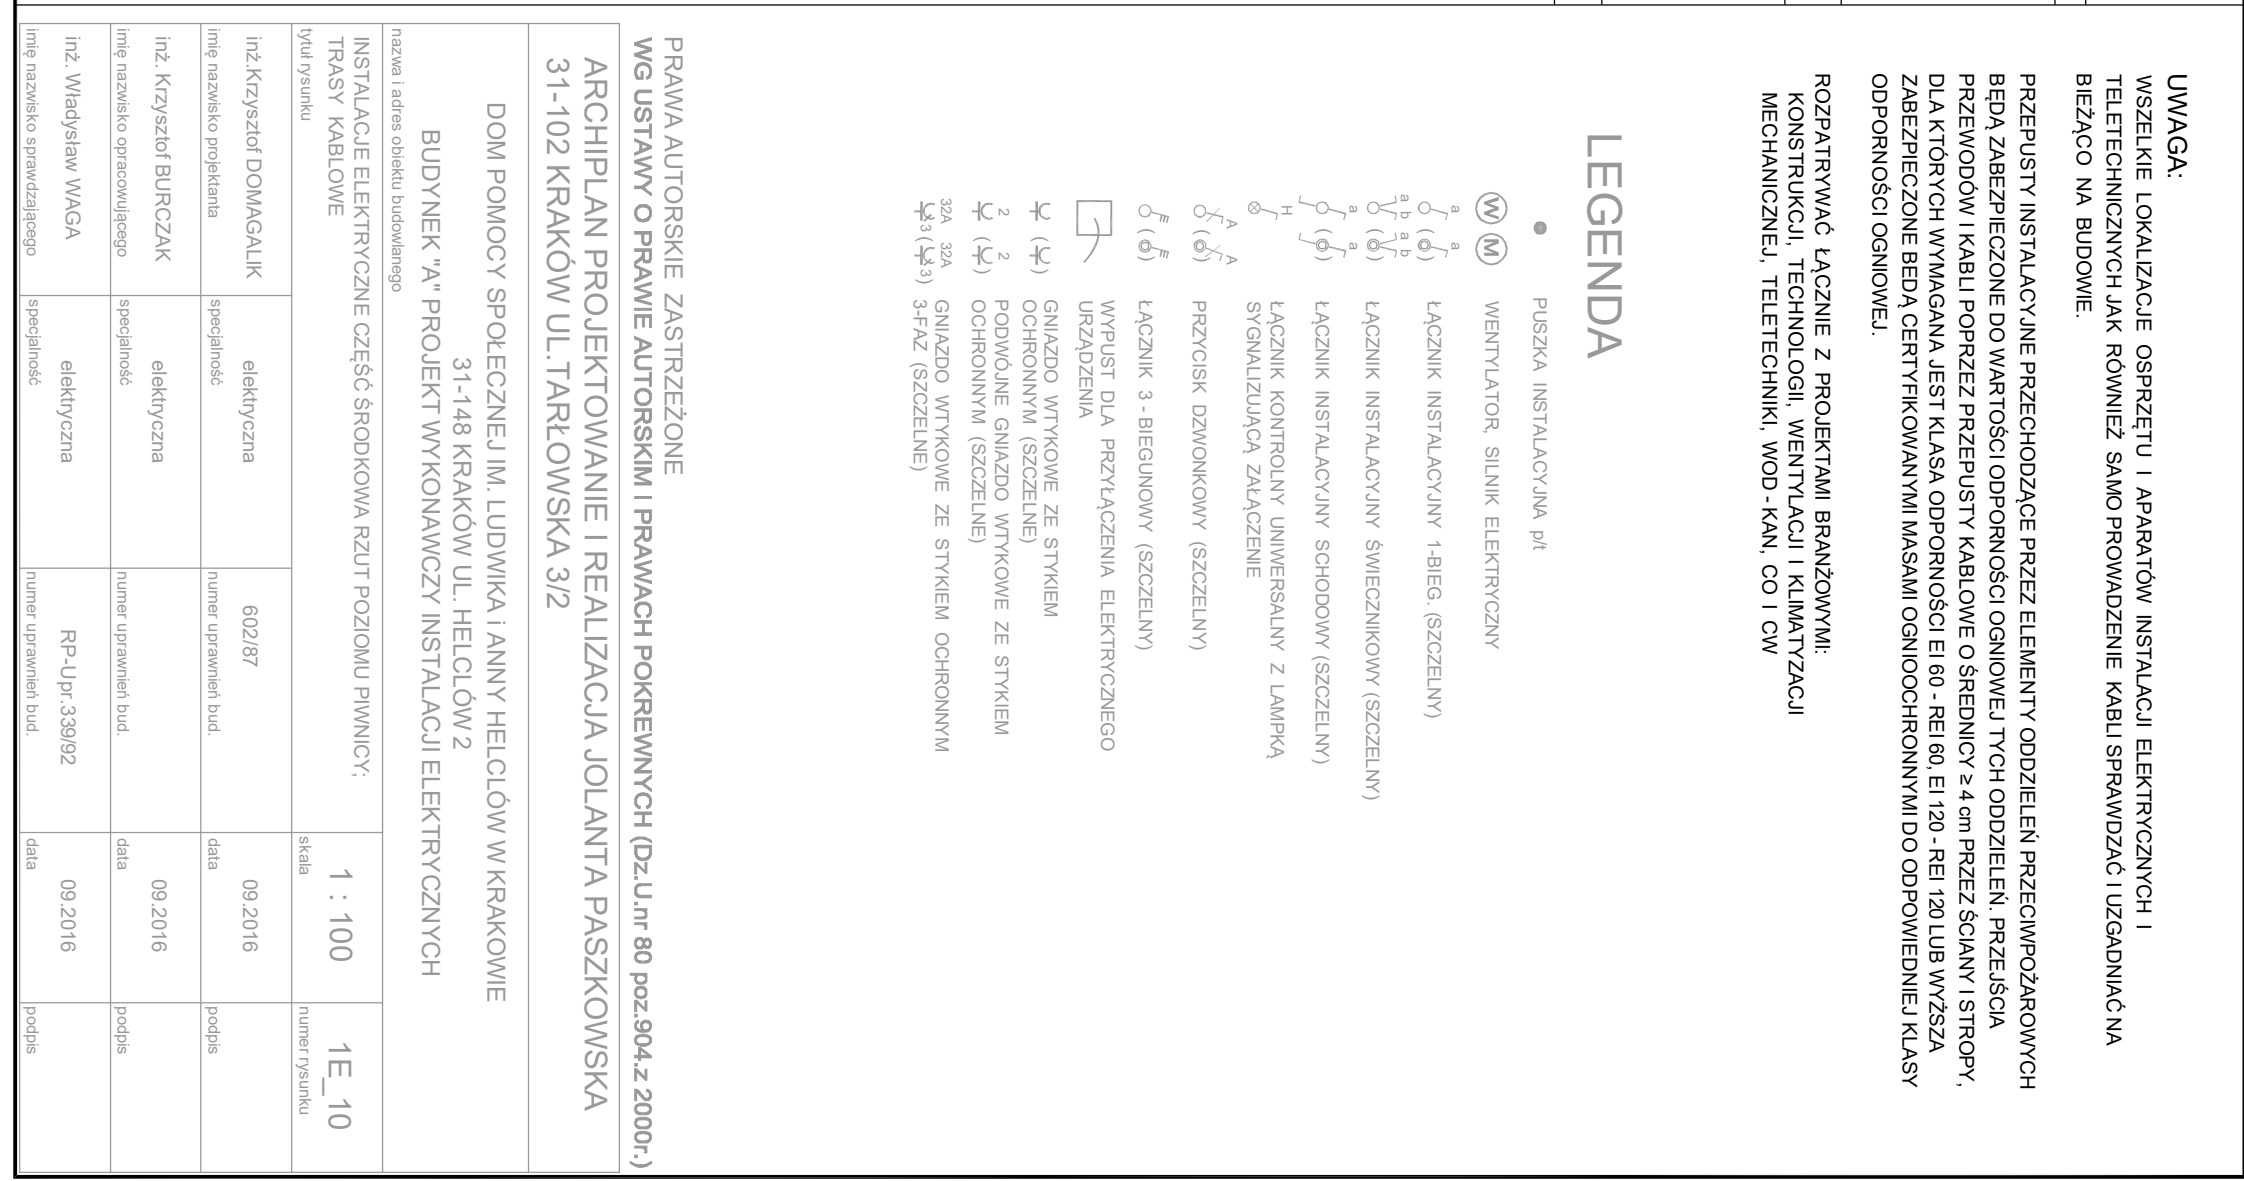 UWAGA:
WSZELKIE LOKALIZACJE OSPRZĘTU I APARATÓW INSTALACJI ELEKTRYCZNYCH I
TELETECHNICZNYCH JAK RÓWNIEŻ SAMO PROWADZENIE KABLI SPRAWDZAĆ I UZGADNIAĆ NA
BIEŻĄCO NA BUDOWIE.
PRZEPUSTY INSTALACYJNE PRZECHODZĄCE PRZEZ ELEMENTY ODDZIELEŃ PRZECIWPOŻAROWYCH
BĘDĄ ZABEZPIECZONE DO WARTOŚCI ODPORNOŚCI OGNIOWEJ TYCH ODDZIELEŃ. PRZEJŚCIA
PRZEWODÓW I KABLI POPRZEZ PRZEPUSTY KABLOWE O ŚREDNICY ≥ 4 cm PRZEZ ŚCIANY I STROPY,
DLA KTÓRYCH WYMAGANA JEST KLASA ODPORNOŚCI EI 60 - REI 60, EI 120 - REI 120 LUB WYŻSZA
ZABEZPIECZONE BEDĄ CERTYFIKOWANYMI MASAMI OGNIOOCHRONNYMI DO ODPOWIEDNIEJ KLASY
ODPORNOŚCI OGNIOWEJ.
ROZPATRYWAĆ ŁĄCZNIE Z PROJEKTAMI BRANŻOWYMI:
KONSTRUKCJI, TECHNOLOGII, WENTYLACJI I KLIMATYZACJI
MECHANICZNEJ, TELETECHNIKI, WOD - KAN, CO I CW
LEGENDA
PUSZKA INSTALACYJNA p/t
W M WENTYLATOR, SILNIK ELEKTRYCZNY
a ( a ) ŁĄCZNIK INSTALACYJNY 1-BIEG. (SZCZELNY)
a b ( a b ) ŁĄCZNIK INSTALACYJNY ŚWIECZNIKOWY (SZCZELNY)
a ( a ) ŁĄCZNIK INSTALACYJNY SCHODOWY (SZCZELNY)
H ŁĄCZNIK KONTROLNY UNIWERSALNY Z LAMPKĄ
SYGNALIZUJĄCĄ ZAŁĄCZENIE
A ( A ) PRZYCISK DZWONKOWY (SZCZELNY)
ŁĄCZNIK 3 - BIEGUNOWY (SZCZELNY)
WYPUST DLA PRZYŁĄCZENIA ELEKTRYCZNEGO
URZĄDZENIA
GNIAZDO WTYKOWE ZE STYKIEM
OCHRONNYM (SZCZELNE)
2 ( 2 ) PODWÓJNE GNIAZDO WTYKOWE ZE STYKIEM
OCHRONNYM (SZCZELNE)
32A 32A GNIAZDO WTYKOWE ZE STYKIEM OCHRONNYM
3 ( 3 ) 3-FAZ (SZCZELNE)
PRAWA AUTORSKIE ZASTRZEŻONE
WG USTAWY O PRAWIE AUTORSKIM I PRAWACH POKREWNYCH (Dz.U.nr 80 poz.904.z 2000r.)
ARCHIPLAN PROJEKTOWANIE I REALIZACJA JOLANTA PASZKOWSKA
31-102 KRAKÓW UL.TARŁOWSKA 3/2
DOM POMOCY SPOŁECZNEJ IM. LUDWIKA i ANNY HELCLÓW W KRAKOWIE
31-148 KRAKÓW UL. HELCLÓW 2
BUDYNEK "A" PROJEKT WYKONAWCZY INSTALACJI ELEKTRYCZNYCH
nazwa i adres obiektu budowlanego
INSTALACJE ELEKTRYCZNE CZĘŚĆ ŚRODKOWA RZUT POZIOMU PIWNICY;
TRASY KABLOWE
tytuł rysunku
1 : 100
skala
1E_10
numer rysunku
inż.Krzysztof DOMAGALIK
imię nazwisko projektanta
elektryczna
specjalność
602/87
numer uprawnień bud.
09.2016
data
podpis
inż. Krzysztof BURCZAK
imię nazwisko opracowującego
elektryczna
specjalność
numer uprawnień bud.
09.2016
data
podpis
inż. Władysław WAGA
imię nazwisko sprawdzającego
elektryczna
specjalność
RP-Upr.339/92
numer uprawnień bud.
09.2016
data
podpis